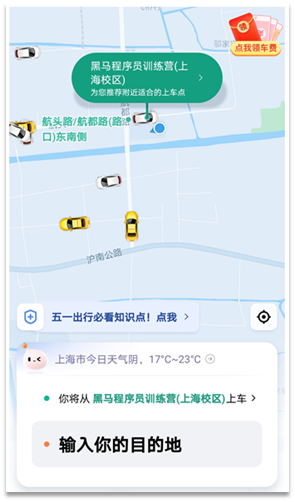 点我领车费
黑马程序员训练营(上
海校区)
为您推荐附近适合的上车点
航头路/航都路(路
口)东南侧
沪南公路
五一出行必看知识点！点我
上海市今日天气阴，17°C~23°C
你将从 黑马程序员训练营(上海校区)上车
输入你的目的地